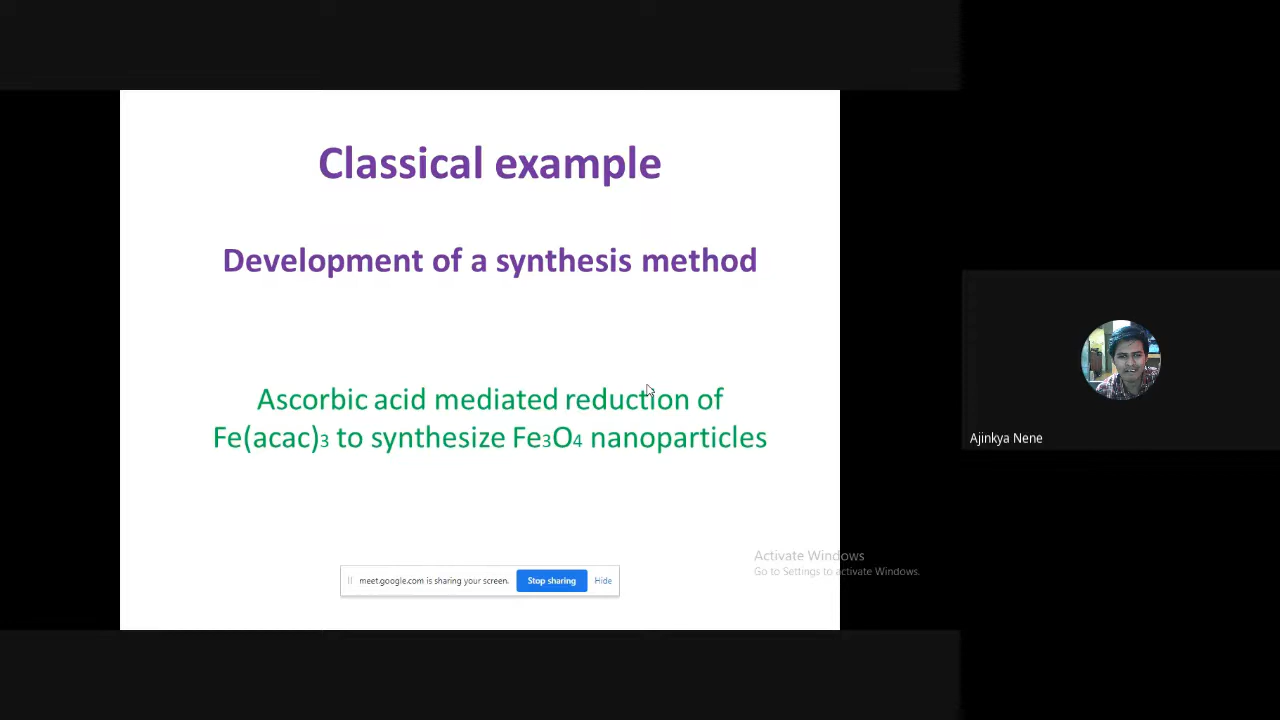 Classical example
Development of a synthesis method
Ascorbic acid mediated reduction of
Fe(acac)3 to synthesize Fe3O4 nanoparticles
Ajinkya Nene
Activate Windows
Go to Settings to activate Windows.
meet.google.com is sharing your screen. Stop sharing Hide